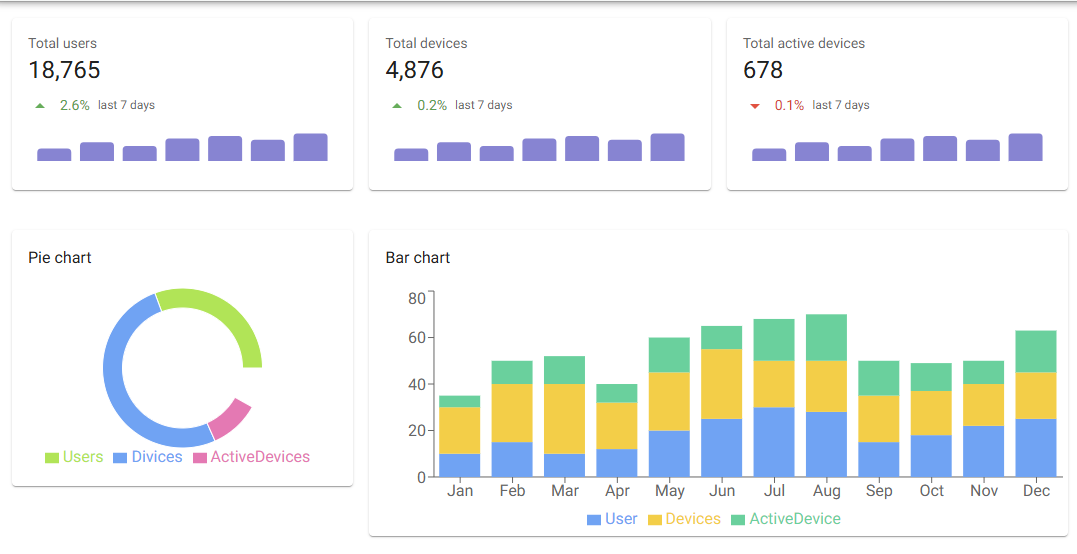 Total users
18,765
2.6% last 7 days
Total devices
4,876
0.2% last 7 days
Total active devices
678
0.1% last 7 days
Pie chart
Users Divices ActiveDevices
Bar chart
80
60
40
20
0
Jan Feb Mar Apr May Jun Jul Aug Sep Oct Nov Dec
User Devices ActiveDevice